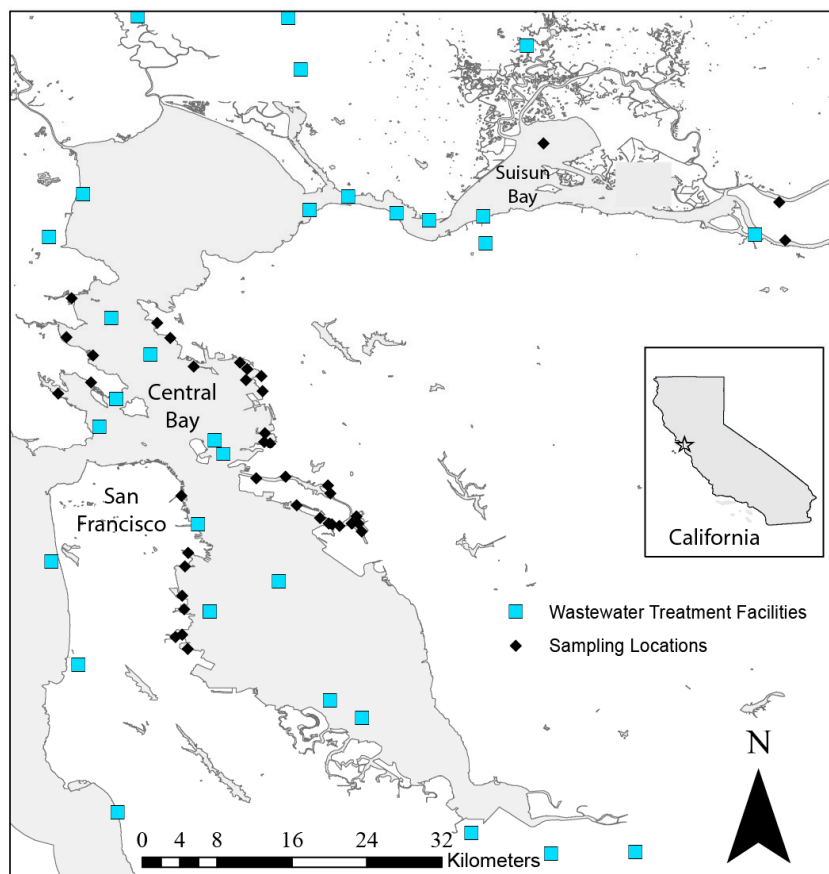 Suisun
Bay
Central
Bay
San
Francisco
California
Wastewater Treatment Facilities
Sampling Locations
N
0 4 8 16 24 32
Kilometers